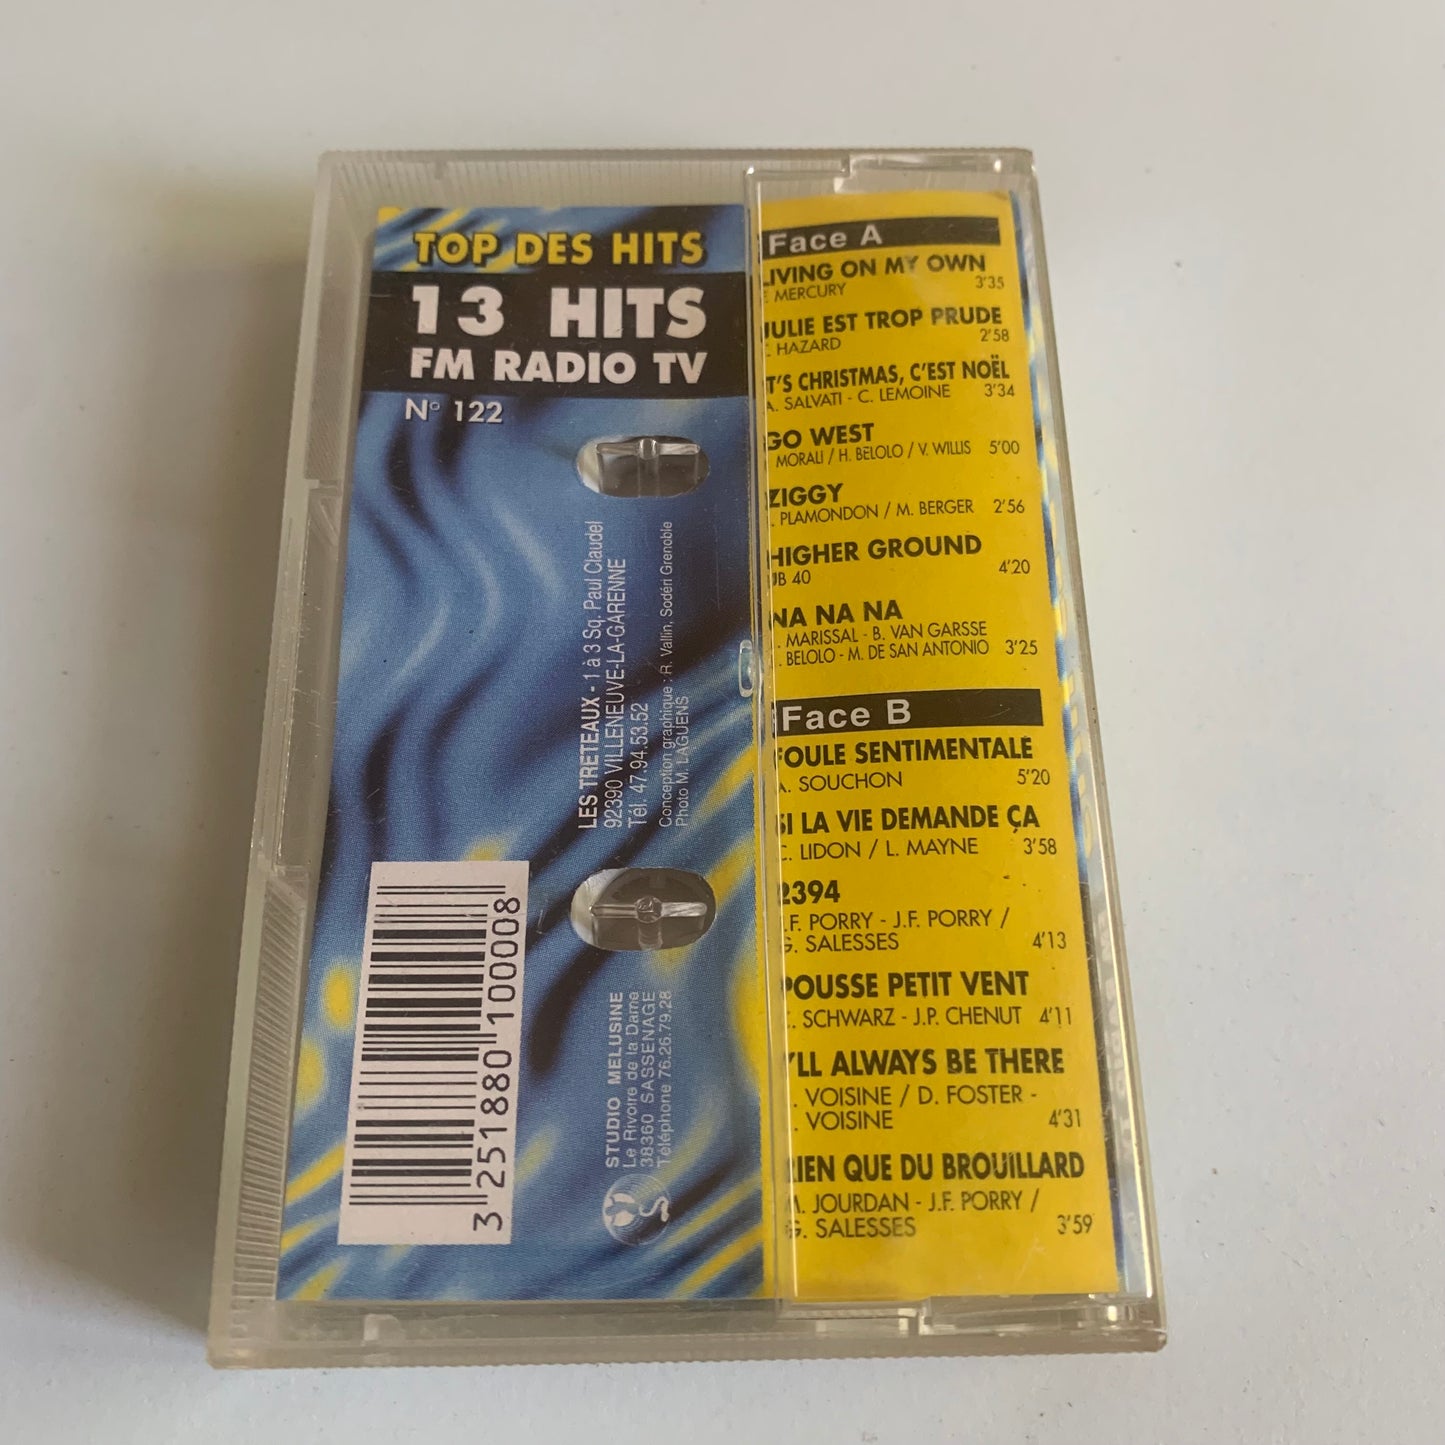 TOP DES HITS
13 HITS
FM RADIO TV
N° 122
LES TRETEAUX - 1 à 3 Sq. Paul Claudel
92390 VILLENEUVE-LA-GARENNE
Tél. 47.94.53.52
Conception graphique : R. Vallin, Sodéri Grenoble
Photo M. LAGUENS
STUDIO MELUSINE
Le Rivoire de la Dame
38360 SASSENAGE
Téléphone 76.26.79.28
3 251880 100008
Face A
LIVING ON MY OWN
F. MERCURY 3'35
JULIE EST TROP PRUDE
HAZARD 2'58
T'S CHRISTMAS, C'EST NOËL
A. SALVATI - C. LEMOINE 3'34
GO WEST
MORALI / H. BELOLO / V. WILLIS 5'00
ZIGGY
. PLAMONDON / M. BERGER 2'56
HIGHER GROUND
UB 40 4'20
NA NA NA
. MARISSAL - B. VAN GARSSE
. BELOLO - M. DE SAN ANTONIO 3'25
Face B
FOULE SENTIMENTALE
A. SOUCHON 5'20
SI LA VIE DEMANDE ÇA
C. LIDON / L. MAYNE 3'58
2394
.F. PORRY - J.F. PORRY /
G. SALESSES 4'13
POUSSE PETIT VENT
C. SCHWARZ - J.P. CHENUT 4'11
I'LL ALWAYS BE THERE
. VOISINE / D. FOSTER -
. VOISINE 4'31
RIEN QUE DU BROUILLARD
M. JOURDAN - J.F. PORRY /
G. SALESSES 3'59